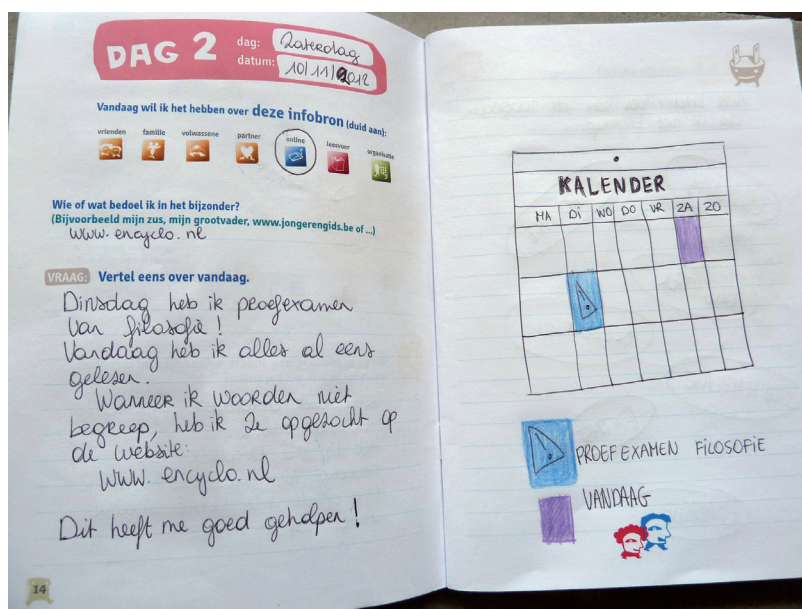 DAG 2
dag: Zaterdag
datum: 10/11/2012
Vandaag wil ik het hebben over deze infobron (duid aan):
vrienden familie volwassene partner online leesvoer organisatie
Wie of wat bedoel ik in het bijzonder?
(Bijvoorbeeld mijn zus, mijn grootvader, www.jongerengids.be of ...)
www.encyclo.nl
VRAAG: Vertel eens over vandaag.
Dinsdag heb ik proefexamen
van filosofie!
Vandaag heb ik alles al eens
gelezen.
Wanneer ik woorden niet
begreep, heb ik ze opgezocht op
de website:
www.encyclo.nl
Dit heeft me goed geholpen!
14
KALENDER
MA DI WO DO VR ZA ZO
PROEFEXAMEN FILOSOFIE
VANDAAG